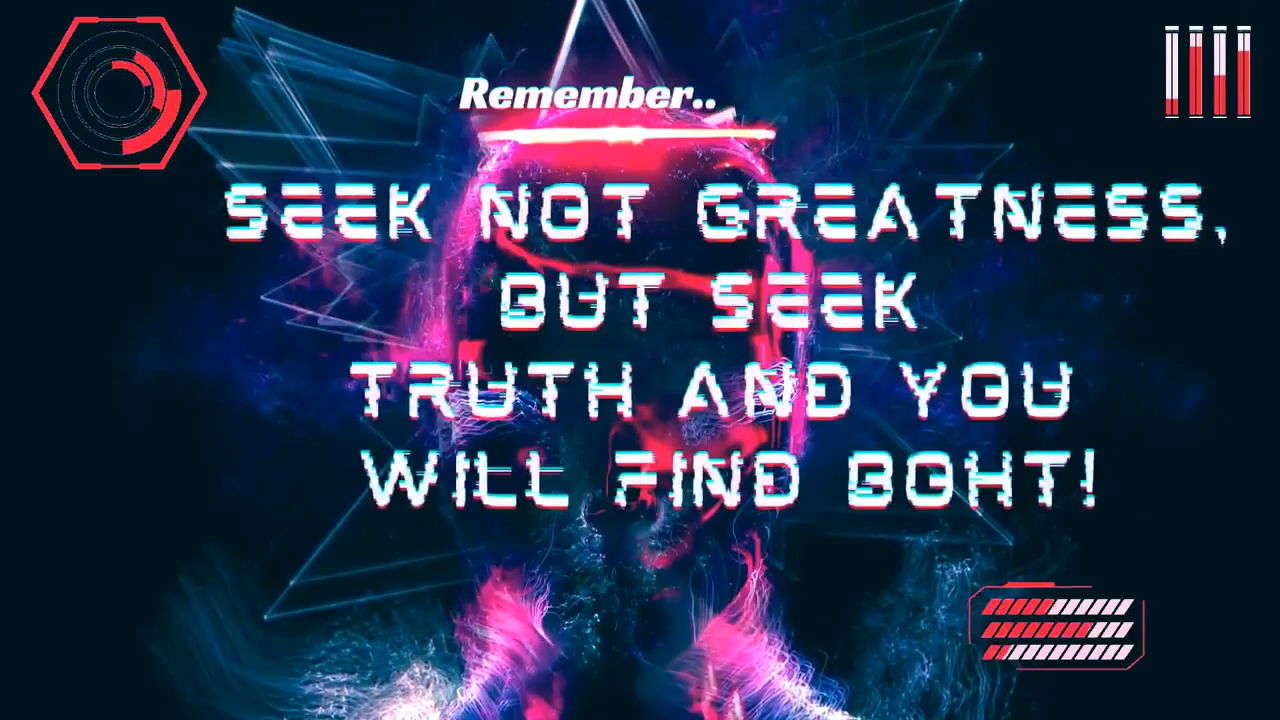 Remember..
SEEK NOT GREATNESS,
BUT SEEK
TRUTH AND YOU
WILL FIND BOHT!